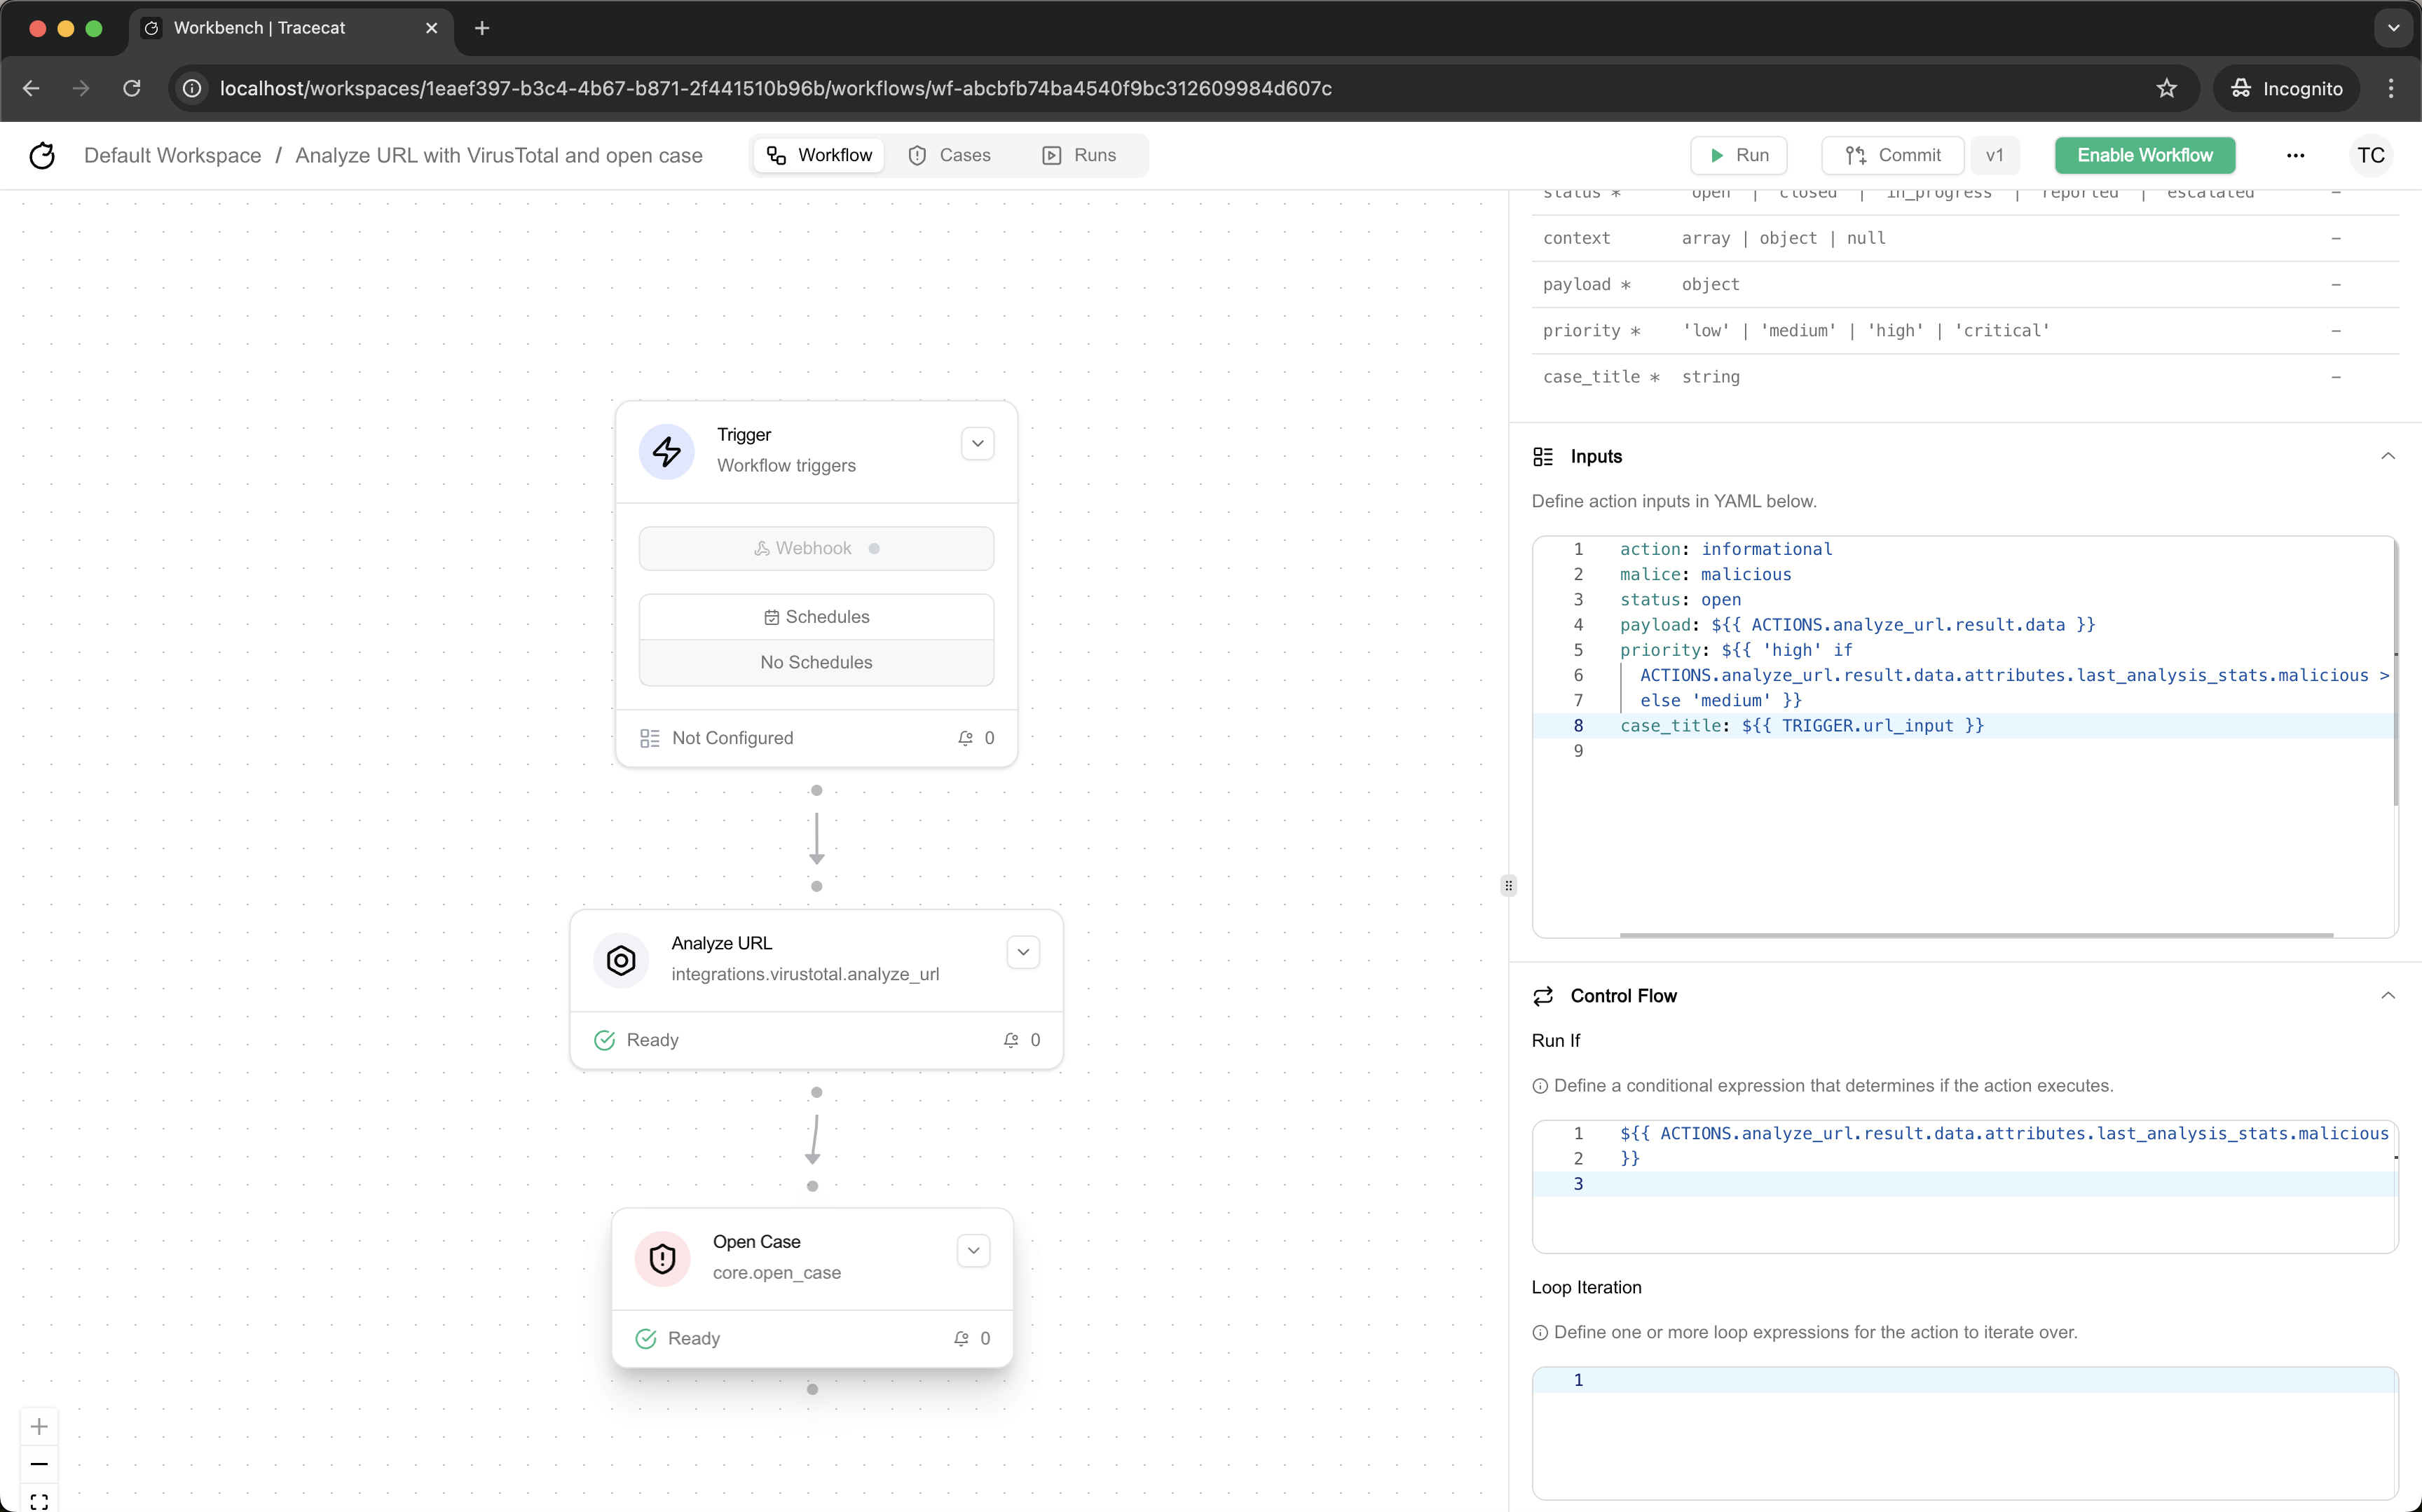 Workbench | Tracecat
localhost/workspaces/1eaef397-b3c4-4b67-b871-2f441510b96b/workflows/wf-abcbfb74ba4540f9bc312609984d607c
Incognito
Default Workspace / Analyze URL with VirusTotal and open case
Workflow
Cases
Runs
Run
Commit
v1
Enable Workflow
TC
Trigger
Workflow triggers
Webhook
Schedules
No Schedules
Not Configured
0
Analyze URL
integrations.virustotal.analyze_url
Ready
0
Open Case
core.open_case
Ready
0
status * open | closed | in_progress | reported | escalated –
context array | object | null –
payload * object –
priority * 'low' | 'medium' | 'high' | 'critical' –
case_title * string –
Inputs
Define action inputs in YAML below.
1 action: informational
2 malice: malicious
3 status: open
4 payload: ${{ ACTIONS.analyze_url.result.data }}
5 priority: ${{ 'high' if
6 ACTIONS.analyze_url.result.data.attributes.last_analysis_stats.malicious >
7 else 'medium' }}
8 case_title: ${{ TRIGGER.url_input }}
9
Control Flow
Run If
Define a conditional expression that determines if the action executes.
1 ${{ ACTIONS.analyze_url.result.data.attributes.last_analysis_stats.malicious
2 }}
3
Loop Iteration
Define one or more loop expressions for the action to iterate over.
1